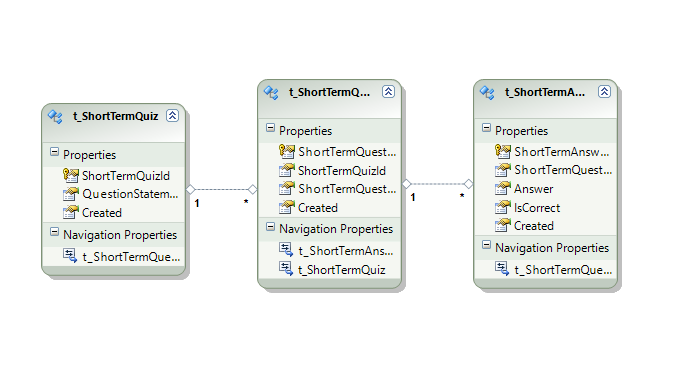 t_ShortTermQuiz
Properties
ShortTermQuizId
QuestionStatem...
Created
Navigation Properties
t_ShortTermQue...
1
*
t_ShortTermQ...
Properties
ShortTermQuest...
ShortTermQuizId
ShortTermQuest...
Created
Navigation Properties
t_ShortTermAns...
t_ShortTermQuiz
1
*
t_ShortTermA...
Properties
ShortTermAnsw...
ShortTermQuest...
Answer
IsCorrect
Created
Navigation Properties
t_ShortTermQue...